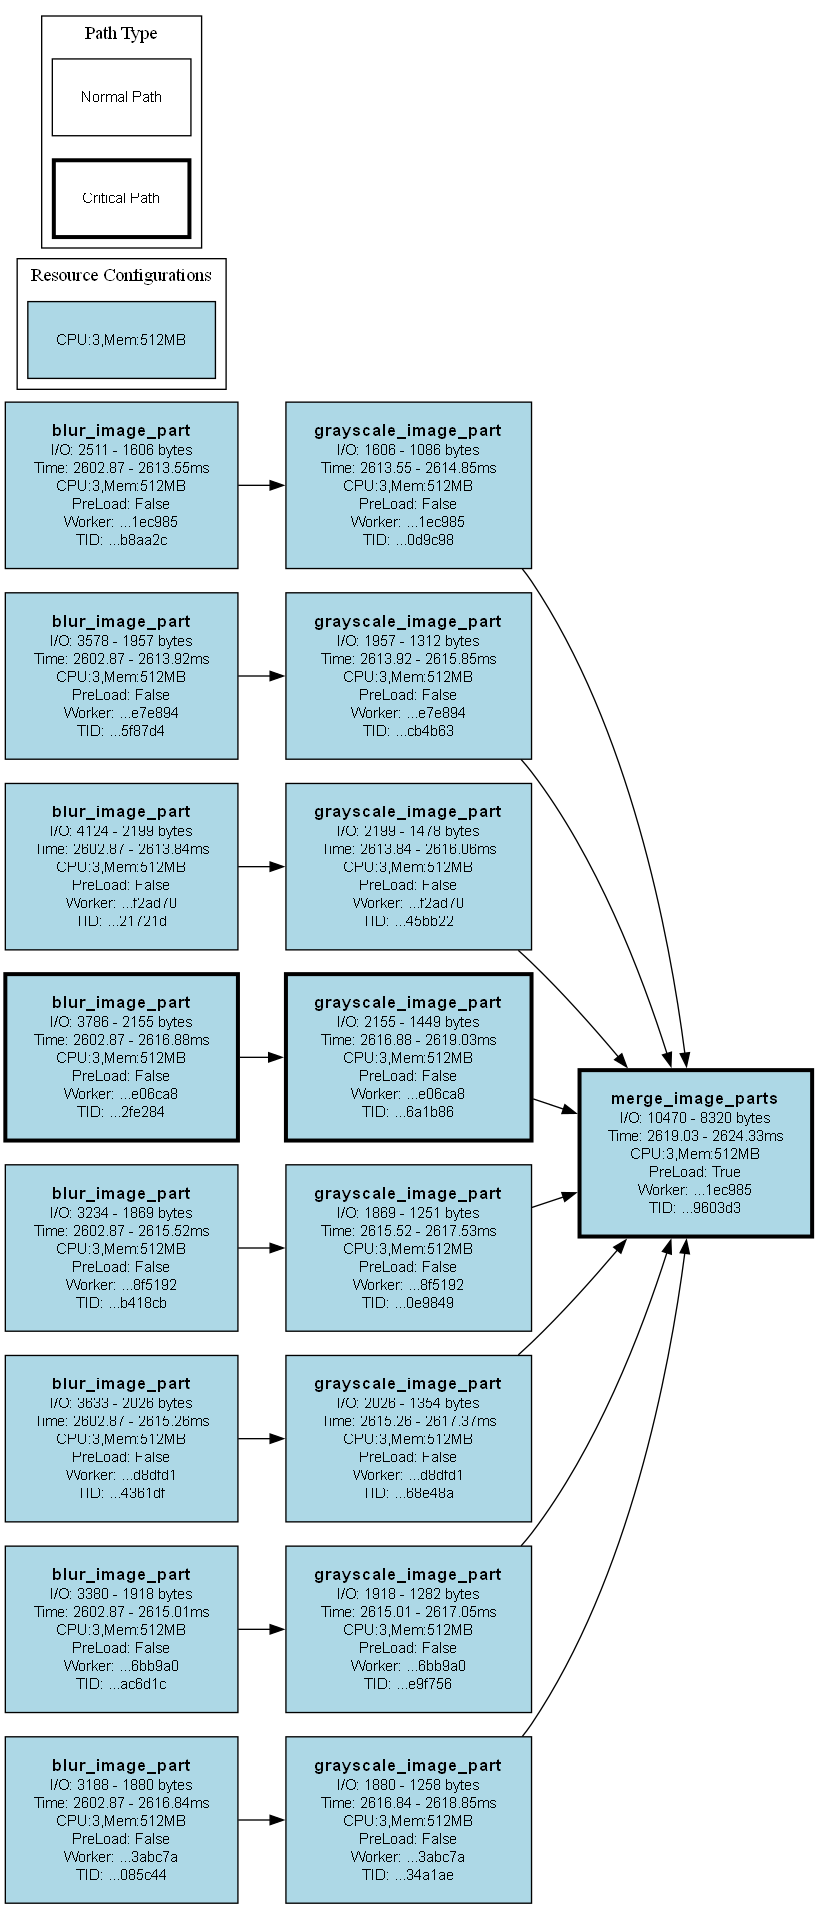 Path Type
Normal Path
Critical Path
Resource Configurations
CPU:3,Mem:512MB
blur_image_part
I/O: 2511 - 1606 bytes
Time: 2602.87 - 2613.55ms
CPU:3,Mem:512MB
PreLoad: False
Worker: ...1ec985
TID: ...b8aa2c
grayscale_image_part
I/O: 1606 - 1086 bytes
Time: 2613.55 - 2614.85ms
CPU:3,Mem:512MB
PreLoad: False
Worker: ...1ec985
TID: ...0d9c98
blur_image_part
I/O: 3578 - 1957 bytes
Time: 2602.87 - 2613.92ms
CPU:3,Mem:512MB
PreLoad: False
Worker: ...e7e894
TID: ...5f87d4
grayscale_image_part
I/O: 1957 - 1312 bytes
Time: 2613.92 - 2615.85ms
CPU:3,Mem:512MB
PreLoad: False
Worker: ...e7e894
TID: ...cb4b63
blur_image_part
I/O: 4124 - 2199 bytes
Time: 2602.87 - 2613.84ms
CPU:3,Mem:512MB
PreLoad: False
Worker: ...f2ad70
TID: ...21721d
grayscale_image_part
I/O: 2199 - 1478 bytes
Time: 2613.84 - 2616.06ms
CPU:3,Mem:512MB
PreLoad: False
Worker: ...f2ad70
TID: ...45bb22
blur_image_part
I/O: 3786 - 2155 bytes
Time: 2602.87 - 2616.88ms
CPU:3,Mem:512MB
PreLoad: False
Worker: ...e06ca8
TID: ...2fe284
grayscale_image_part
I/O: 2155 - 1449 bytes
Time: 2616.88 - 2619.03ms
CPU:3,Mem:512MB
PreLoad: False
Worker: ...e06ca8
TID: ...6a1b86
merge_image_parts
I/O: 10470 - 8320 bytes
Time: 2619.03 - 2624.33ms
CPU:3,Mem:512MB
PreLoad: True
Worker: ...1ec985
TID: ...9603d3
blur_image_part
I/O: 3234 - 1869 bytes
Time: 2602.87 - 2615.52ms
CPU:3,Mem:512MB
PreLoad: False
Worker: ...8f5192
TID: ...b418cb
grayscale_image_part
I/O: 1869 - 1251 bytes
Time: 2615.52 - 2617.53ms
CPU:3,Mem:512MB
PreLoad: False
Worker: ...8f5192
TID: ...0e9849
blur_image_part
I/O: 3633 - 2026 bytes
Time: 2602.87 - 2615.26ms
CPU:3,Mem:512MB
PreLoad: False
Worker: ...d8dfd1
TID: ...4361df
grayscale_image_part
I/O: 2026 - 1354 bytes
Time: 2615.26 - 2617.37ms
CPU:3,Mem:512MB
PreLoad: False
Worker: ...d8dfd1
TID: ...68e48a
blur_image_part
I/O: 3380 - 1918 bytes
Time: 2602.87 - 2615.01ms
CPU:3,Mem:512MB
PreLoad: False
Worker: ...6bb9a0
TID: ...ac6d1c
grayscale_image_part
I/O: 1918 - 1282 bytes
Time: 2615.01 - 2617.05ms
CPU:3,Mem:512MB
PreLoad: False
Worker: ...6bb9a0
TID: ...e9f756
blur_image_part
I/O: 3188 - 1880 bytes
Time: 2602.87 - 2616.84ms
CPU:3,Mem:512MB
PreLoad: False
Worker: ...3abc7a
TID: ...085c44
grayscale_image_part
I/O: 1880 - 1258 bytes
Time: 2616.84 - 2618.85ms
CPU:3,Mem:512MB
PreLoad: False
Worker: ...3abc7a
TID: ...34a1ae